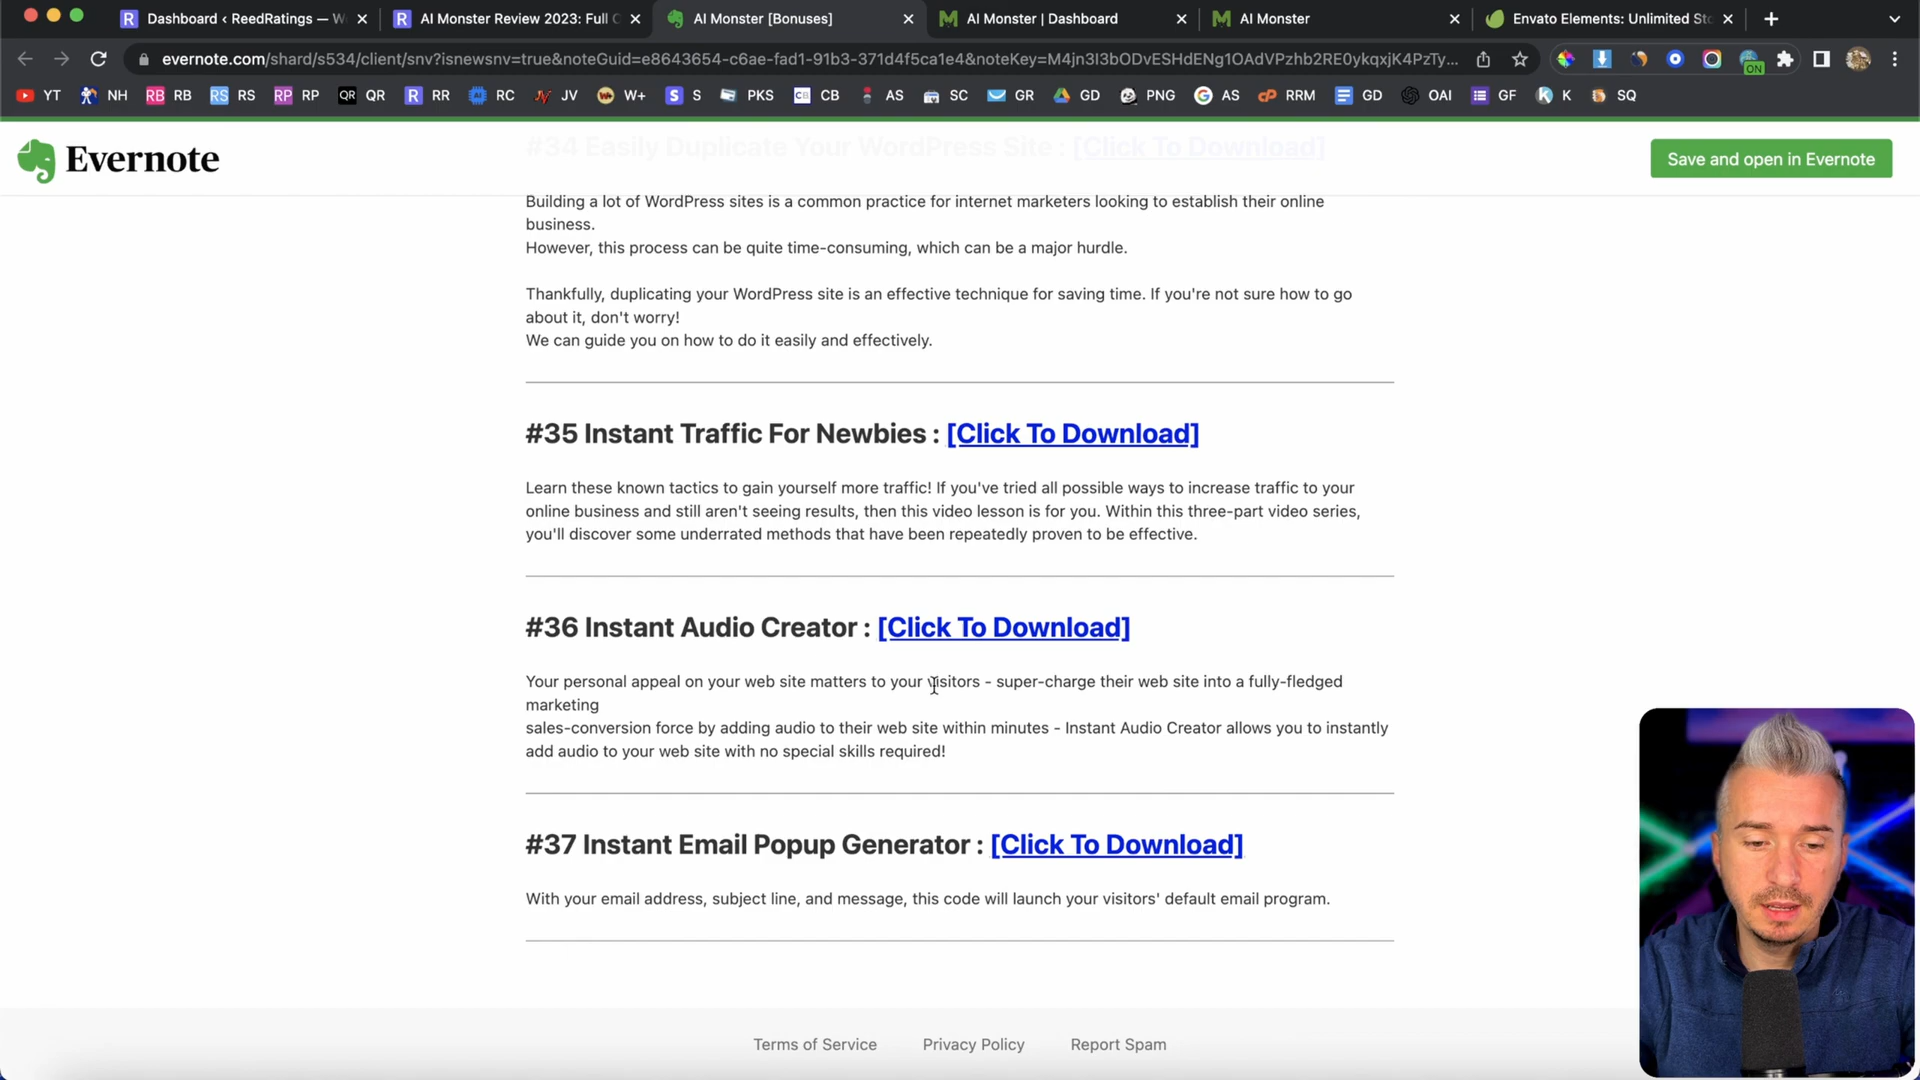 Dashboard ‹ ReedRatings — W
AI Monster Review 2023: Full C
AI Monster [Bonuses]
AI Monster | Dashboard
AI Monster
Envato Elements: Unlimited Sto
evernote.com/shard/s534/client/snv?isnewsnv=true&noteGuid=e8643654-c6ae-fad1-91b3-371d4f5ca1e4&noteKey=M4jn3I3bODvESHdENg1OAdVPzhb2RE0ykqxjK4PzTy...
ON
YT NH RB RS RP QR RR RC JV W+ S PKS CB AS SC GR GD PNG AS RRM GD OAI GF K SQ
Evernote
Save and open in Evernote
#34 Easily Duplicate Your WordPress Site : [Click To Download]
Building a lot of WordPress sites is a common practice for internet marketers looking to establish their online
business.
However, this process can be quite time-consuming, which can be a major hurdle.
Thankfully, duplicating your WordPress site is an effective technique for saving time. If you're not sure how to go
about it, don't worry!
We can guide you on how to do it easily and effectively.
#35 Instant Traffic For Newbies : [Click To Download]
Learn these known tactics to gain yourself more traffic! If you've tried all possible ways to increase traffic to your
online business and still aren't seeing results, then this video lesson is for you. Within this three-part video series,
you'll discover some underrated methods that have been repeatedly proven to be effective.
#36 Instant Audio Creator : [Click To Download]
Your personal appeal on your web site matters to your visitors - super-charge their web site into a fully-fledged
marketing
sales-conversion force by adding audio to their web site within minutes - Instant Audio Creator allows you to instantly
add audio to your web site with no special skills required!
#37 Instant Email Popup Generator : [Click To Download]
With your email address, subject line, and message, this code will launch your visitors' default email program.
Terms of Service
Privacy Policy
Report Spam